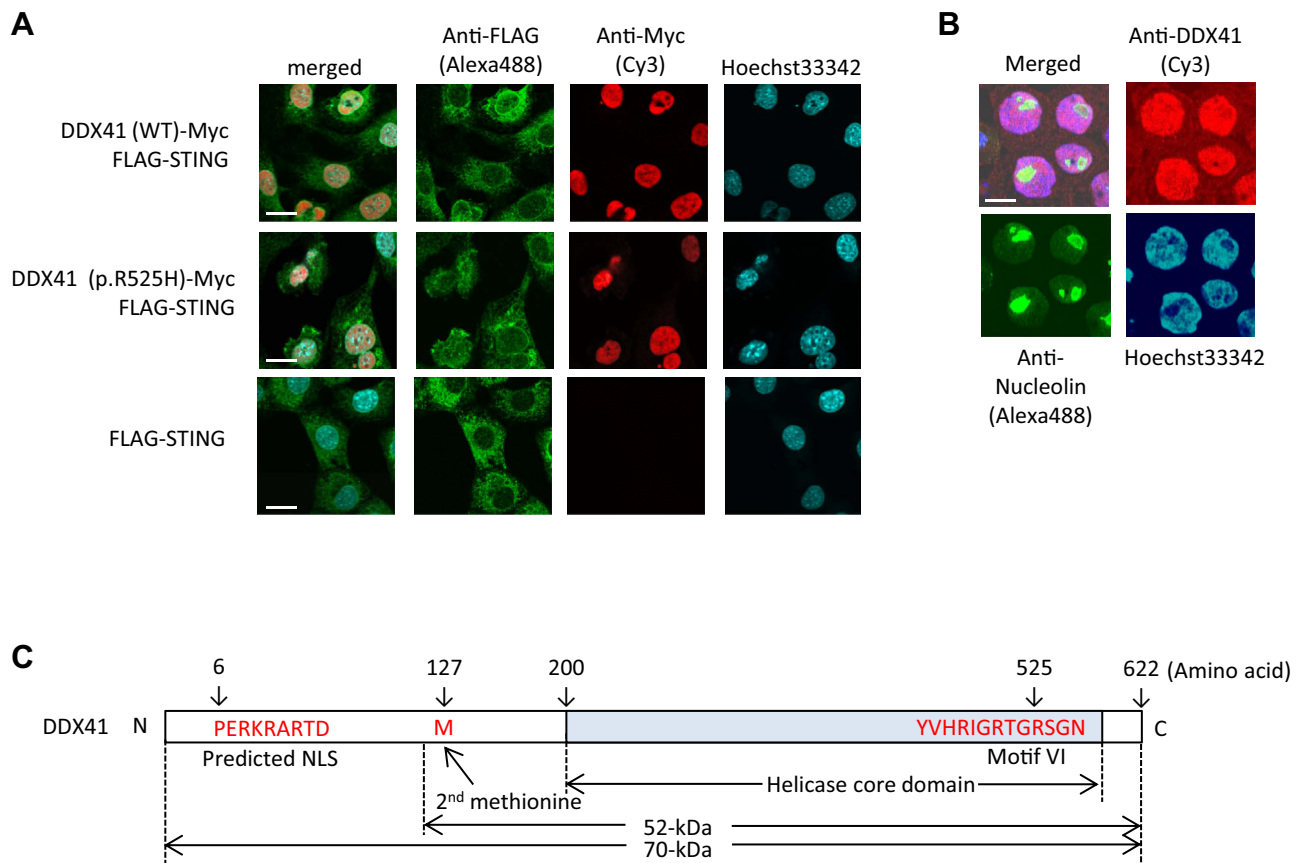 A
Anti-FLAG
(Alexa488)
Anti-Myc
(Cy3)
merged
Hoechst33342
DDX41 (WT)-Myc
FLAG-STING
DDX41 (p.R525H)-Myc
FLAG-STING
FLAG-STING
B
Merged
Anti-DDX41
(Cy3)
Anti-
Nucleolin
(Alexa488)
Hoechst33342
C
6 127 200 525 622 (Amino acid)
DDX41 N PERKRARTD M YVHRIGRTGRSGN C
Predicted NLS Motif VI
2nd methionine Helicase core domain
52-kDa
70-kDa